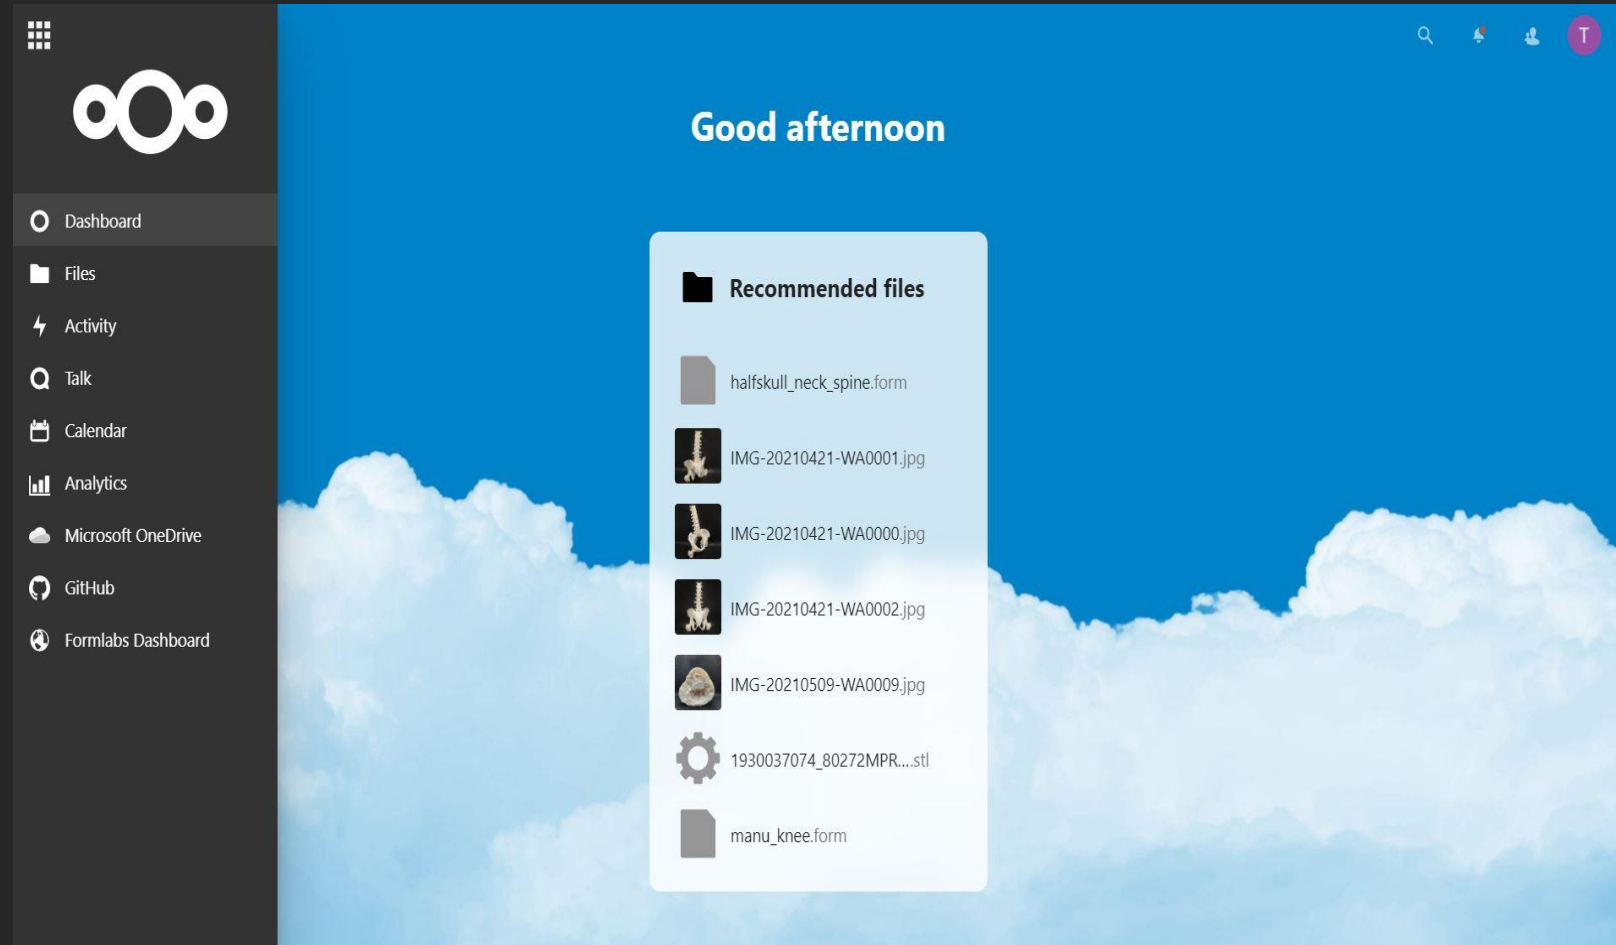 T
Good afternoon
Dashboard
Files
Activity
Talk
Calendar
Analytics
Microsoft OneDrive
GitHub
Formlabs Dashboard
Recommended files
halfskull_neck_spine.form
IMG-20210421-WA0001.jpg
IMG-20210421-WA0000.jpg
IMG-20210421-WA0002.jpg
IMG-20210509-WA0009.jpg
1930037074_80272MPR....stl
manu_knee.form